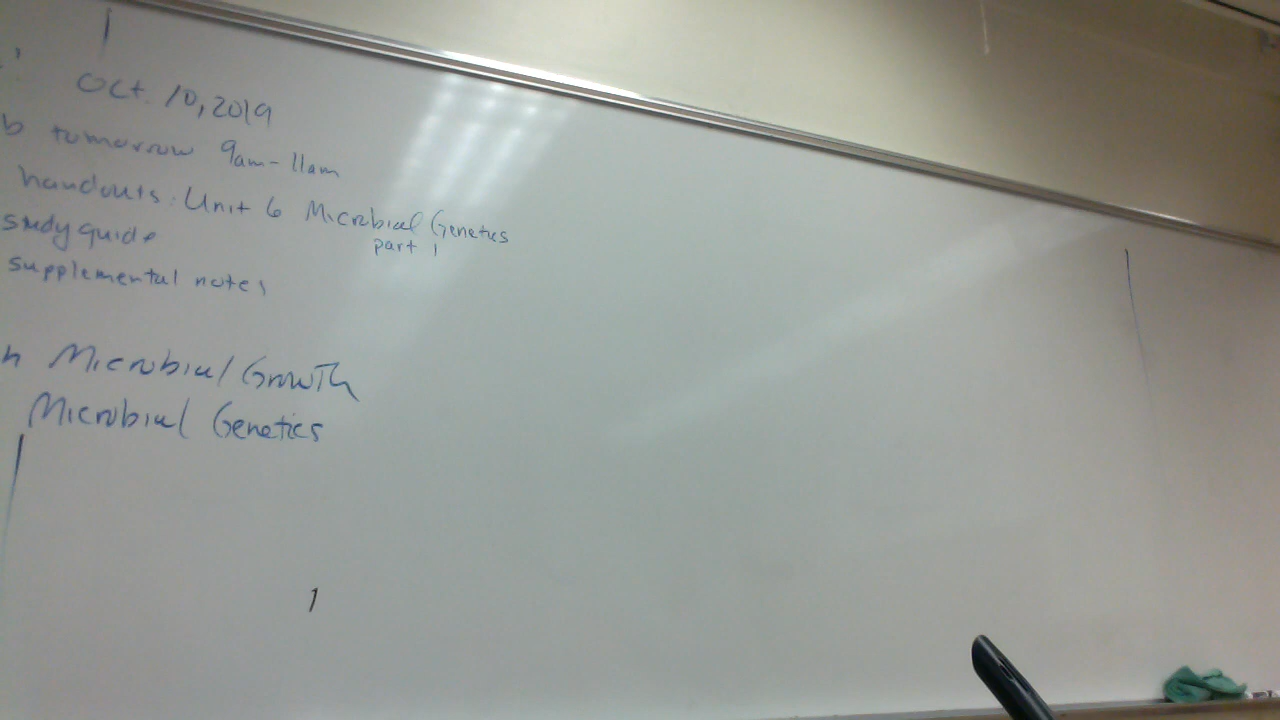 Oct. 10, 2019
b tomorrow 9am-11am
handouts: Unit 6 Microbial Genetics
part 1
study guide
supplemental notes
h Microbial Growth
Microbial Genetics
1